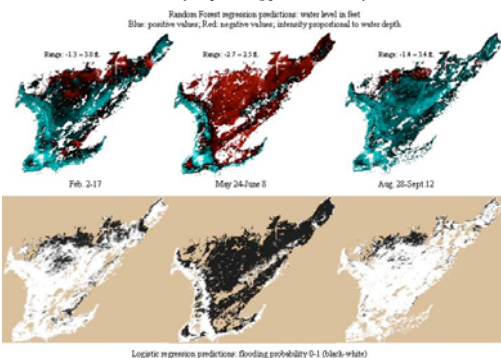 Random Forest regression predictions: water level in feet
Blue: positive values; Red: negative values; intensity proportional to water depth
Range: -1.3 ~ 3.0 ft.
Range: -2.7 ~ 2.5 ft.
Range: -1.4 ~ 3.4 ft.
Feb. 2-17
May 24-June 8
Aug. 28-Sept.12
Logistic regression predictions: flooding probability 0-1 (black-white)